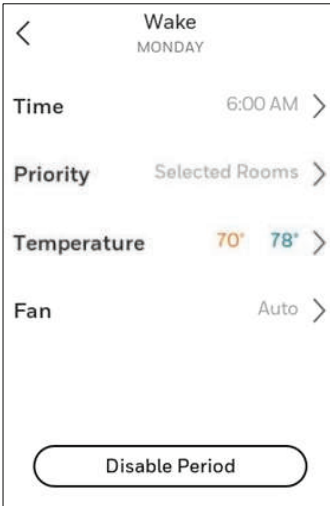 Wake
MONDAY
Time 6:00 AM
Priority Selected Rooms
Temperature 70° 78°
Fan Auto
Disable Period